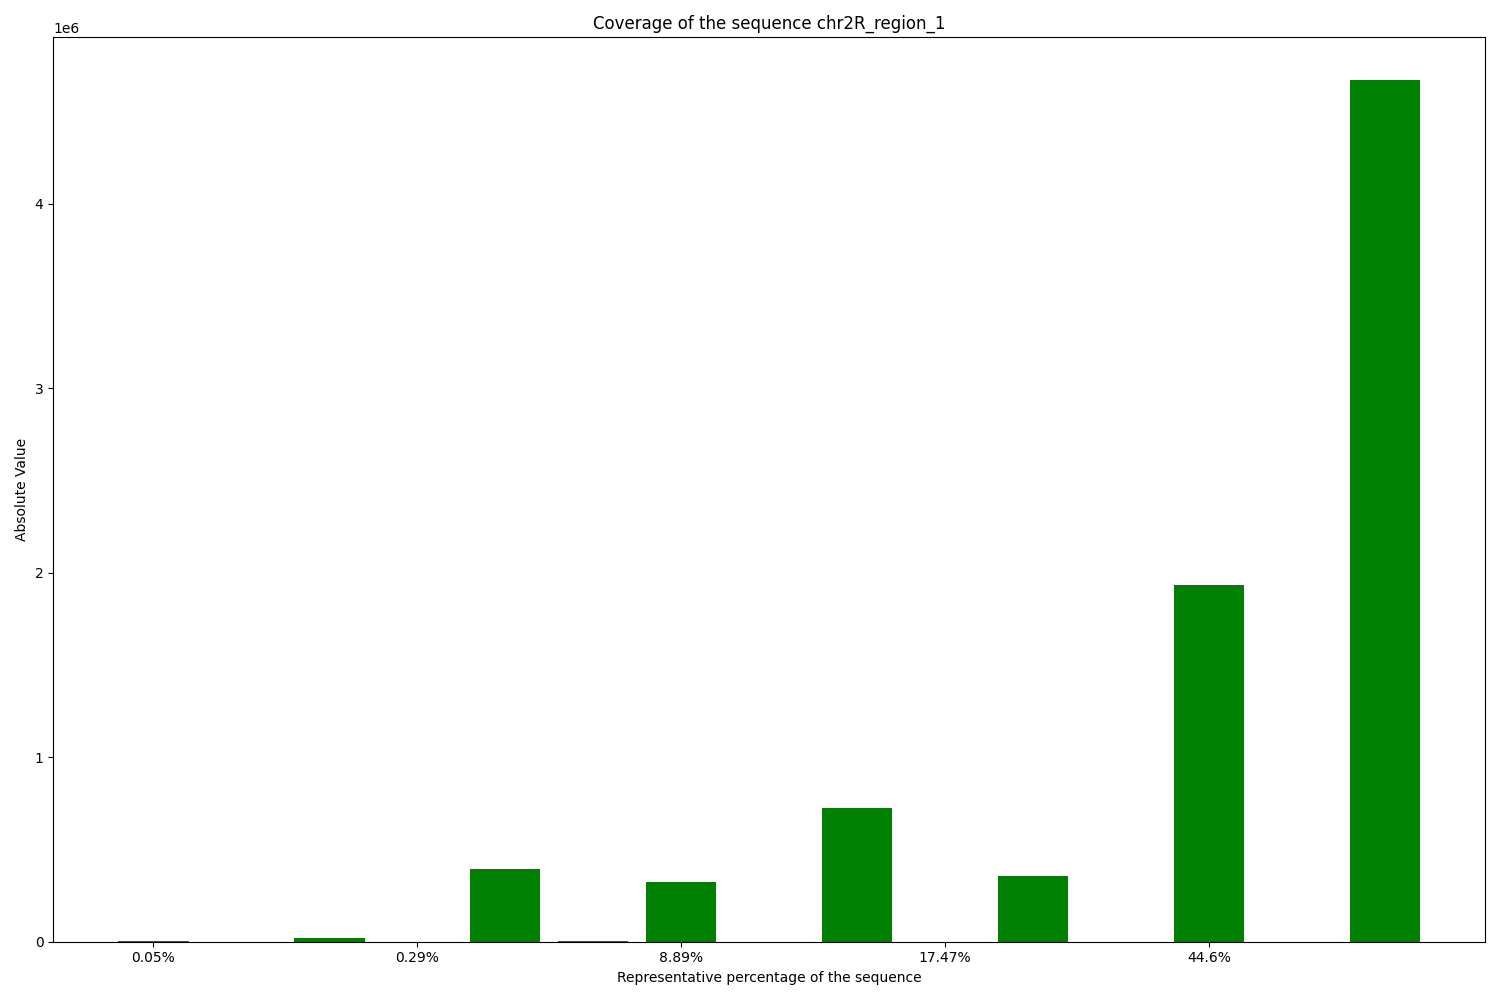 Coverage of the sequence chr2R_region_1
1e6
4
3
2
1
0
Absolute Value
0.05% 0.29% 8.89% 17.47% 44.6%
Representative percentage of the sequence